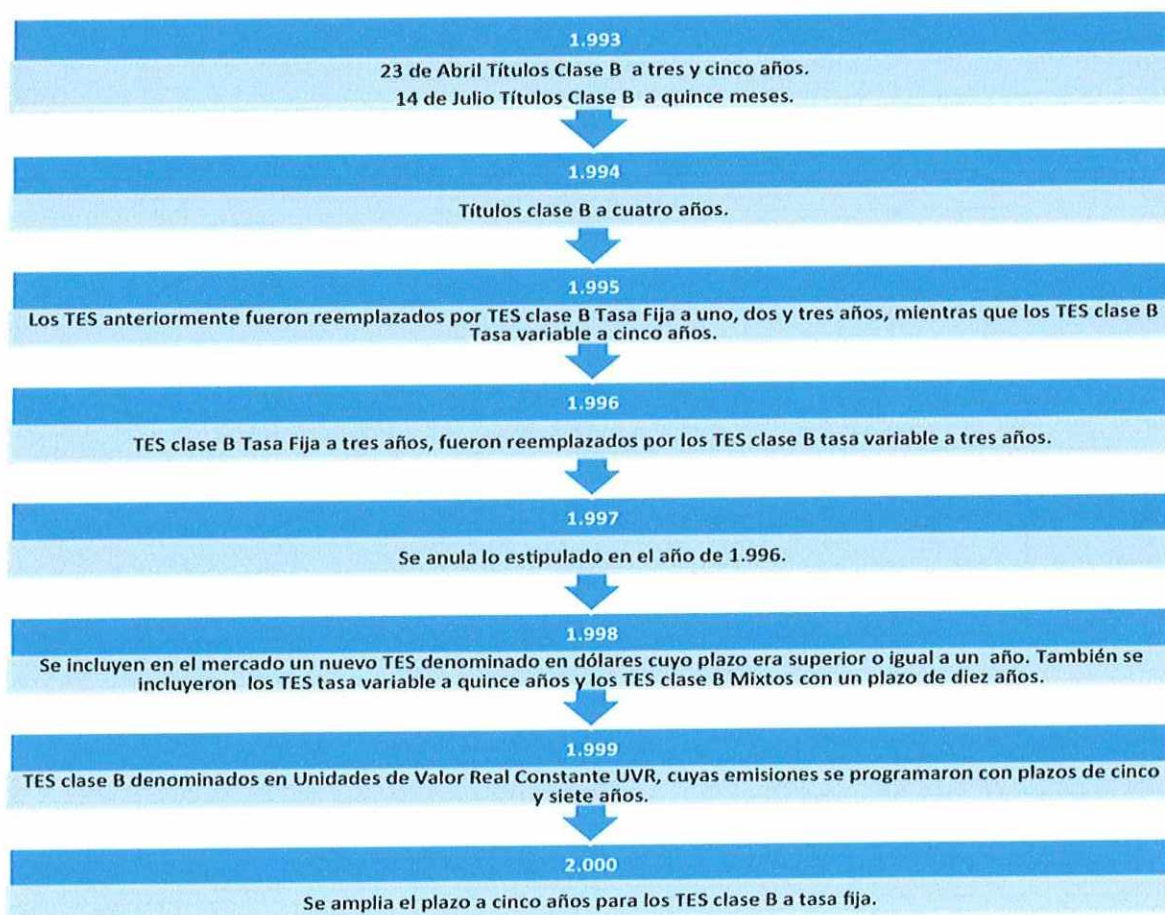 1.993
23 de Abril Títulos Clase B a tres y cinco años.
14 de Julio Títulos Clase B a quince meses.
1.994
Títulos clase B a cuatro años.
1.995
Los TES anteriormente fueron reemplazados por TES clase B Tasa Fija a uno, dos y tres años, mientras que los TES clase B
Tasa variable a cinco años.
1.996
TES clase B Tasa Fija a tres años, fueron reemplazados por los TES clase B tasa variable a tres años.
1.997
Se anula lo estipulado en el año de 1.996.
1.998
Se incluyen en el mercado un nuevo TES denominado en dólares cuyo plazo era superior o igual a un año. También se
incluyeron los TES tasa variable a quince años y los TES clase B Mixtos con un plazo de diez años.
1.999
TES clase B denominados en Unidades de Valor Real Constante UVR, cuyas emisiones se programaron con plazos de cinco
y siete años.
2.000
Se amplia el plazo a cinco años para los TES clase B a tasa fija.